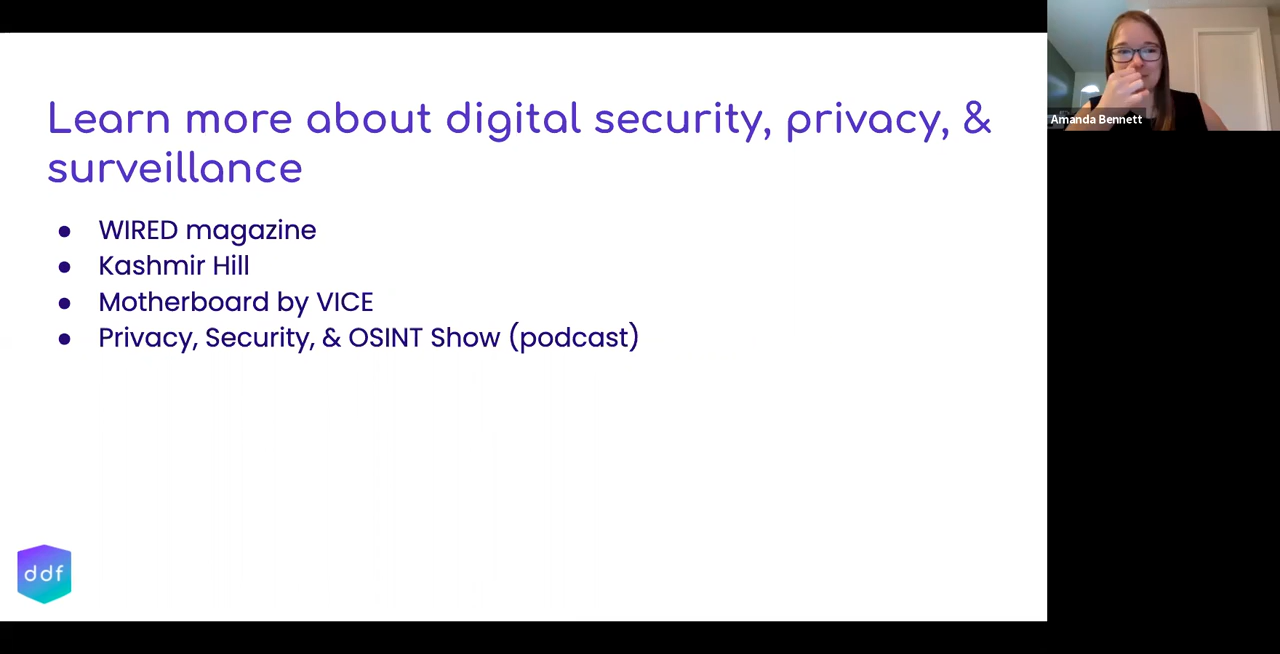 Learn more about digital security, privacy, &
surveillance
● WIRED magazine
● Kashmir Hill
● Motherboard by VICE
● Privacy, Security, & OSINT Show (podcast)
ddf
Amanda Bennett